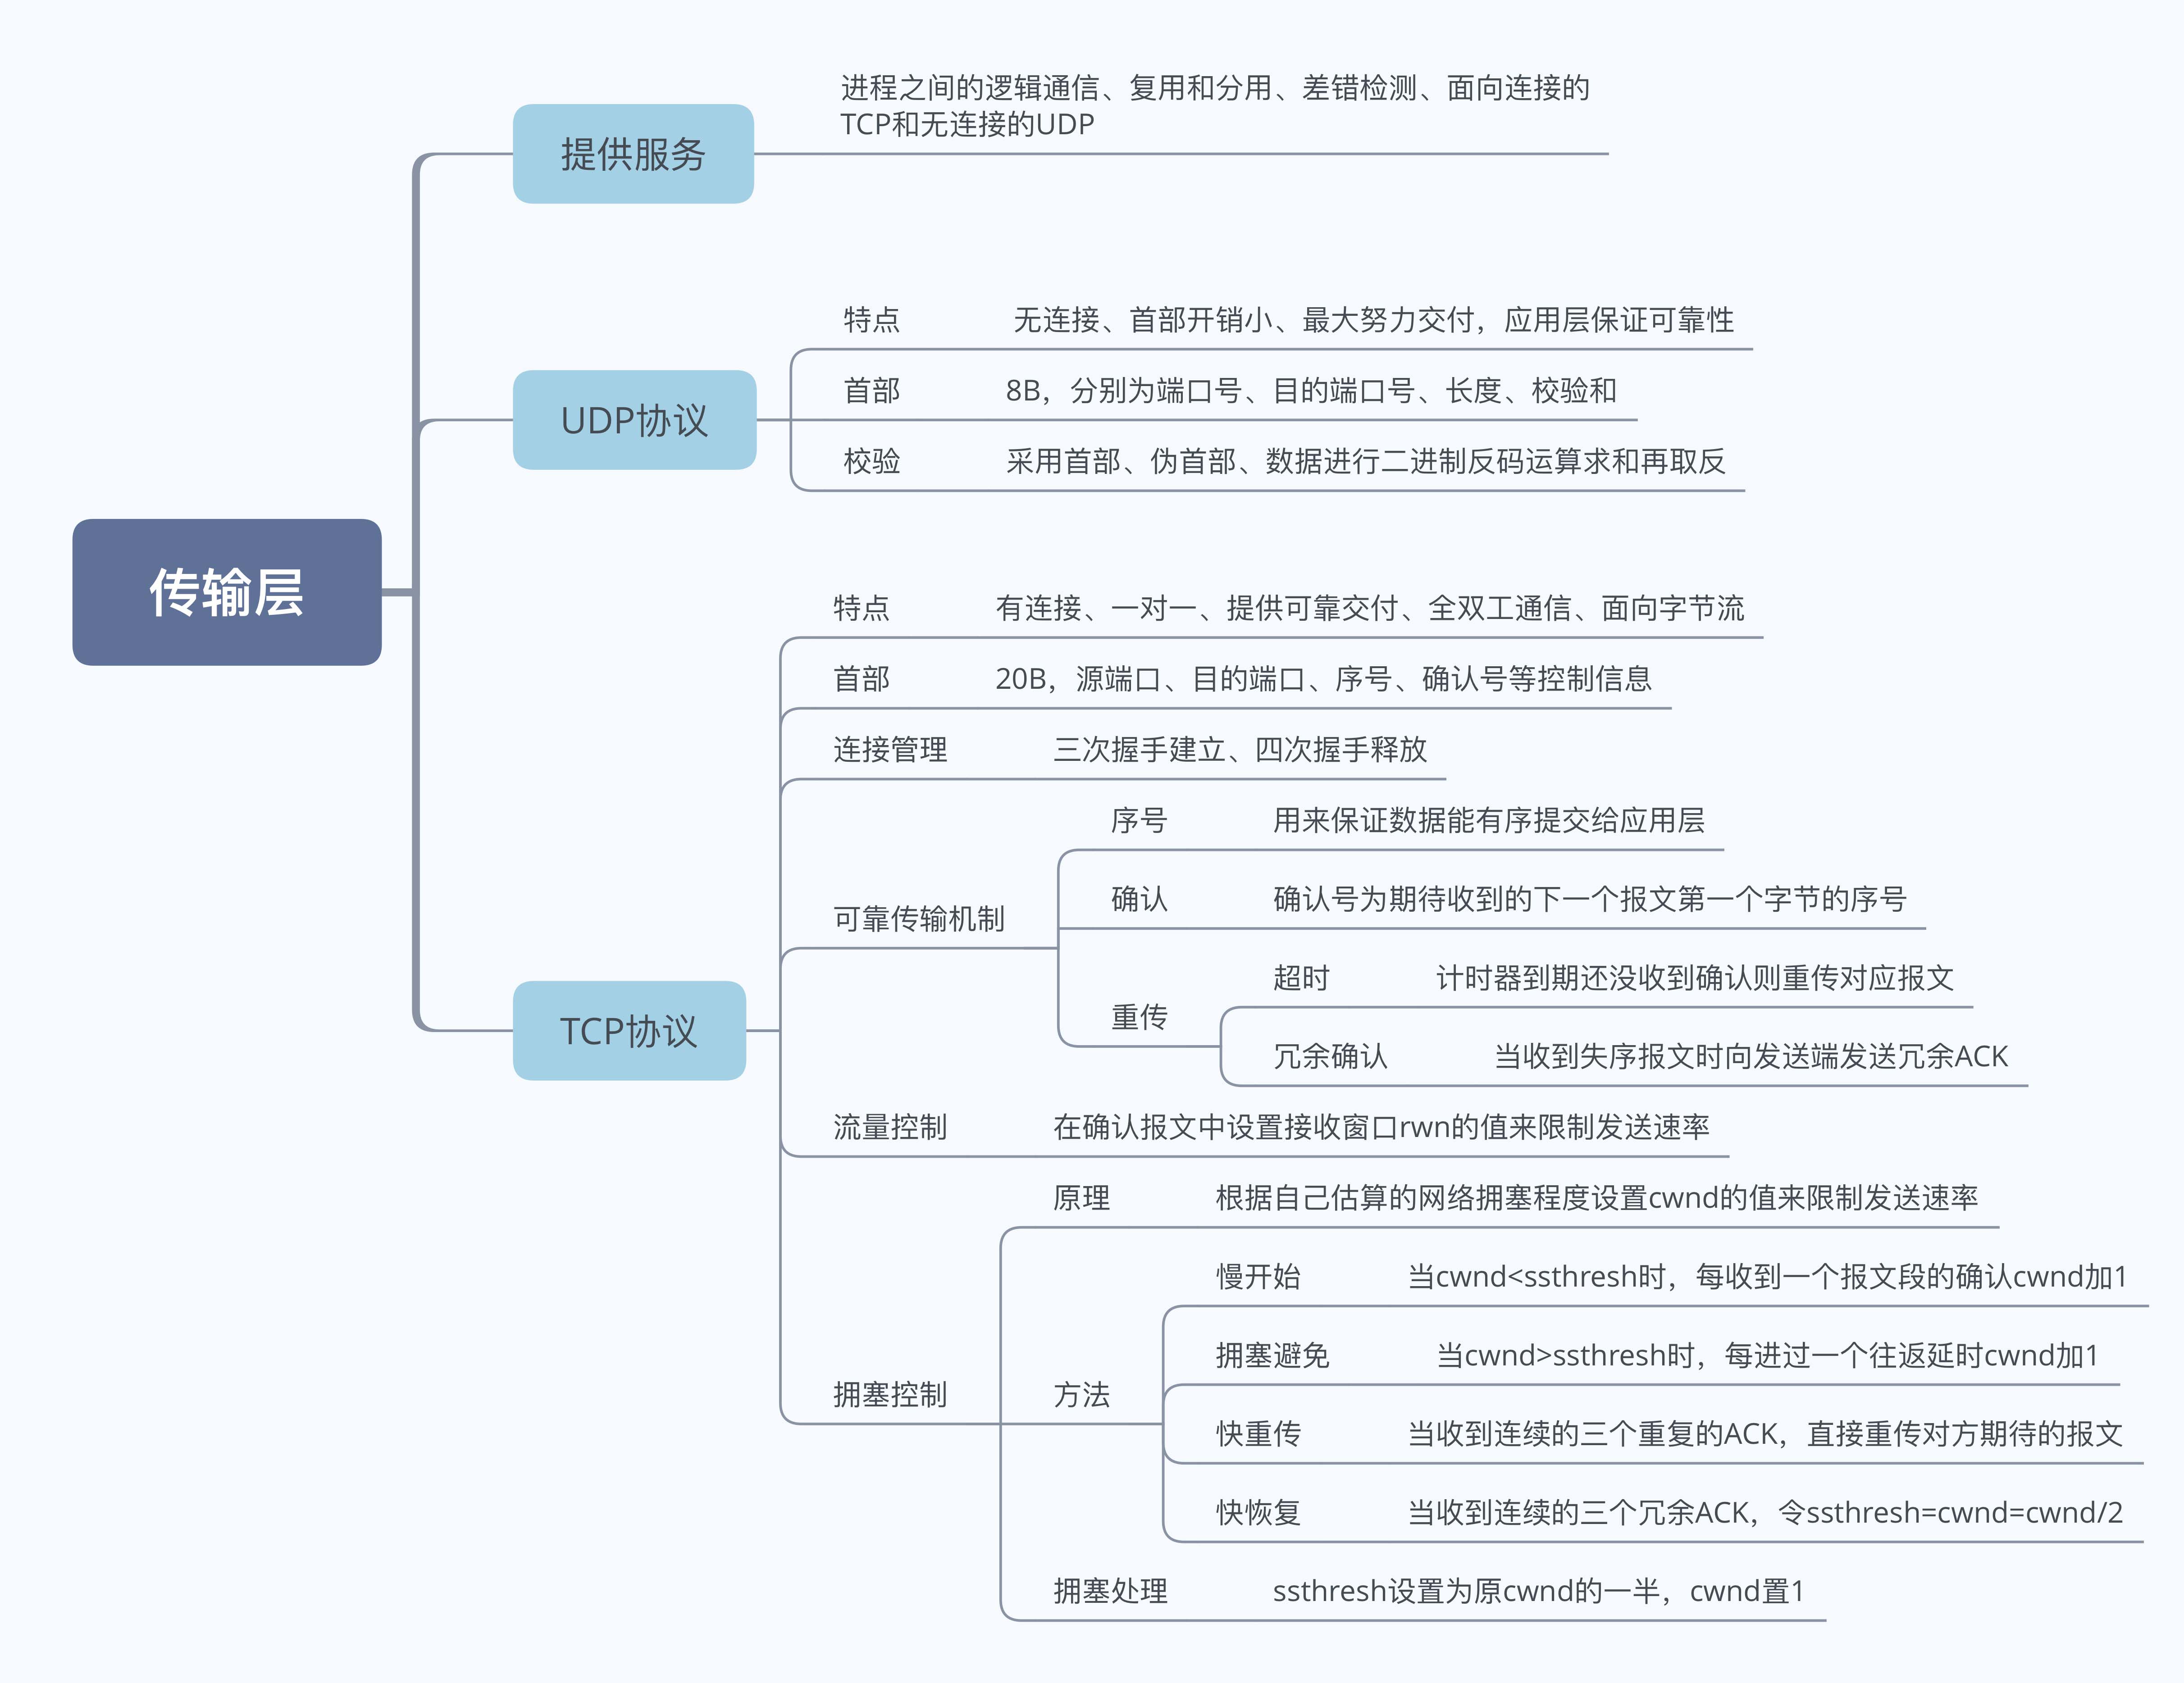 进程之间的逻辑通信、复用和分用、差错检测、面向连接的
TCP和无连接的UDP
提供服务
特点 无连接、首部开销小、最大努力交付，应用层保证可靠性
首部 8B，分别为端口号、目的端口号、长度、校验和
UDP协议
校验 采用首部、伪首部、数据进行二进制反码运算求和再取反
传输层
特点 有连接、一对一、提供可靠交付、全双工通信、面向字节流
首部 20B，源端口、目的端口、序号、确认号等控制信息
连接管理 三次握手建立、四次握手释放
序号 用来保证数据能有序提交给应用层
确认 确认号为期待收到的下一个报文第一个字节的序号
可靠传输机制
超时 计时器到期还没收到确认则重传对应报文
重传
TCP协议
冗余确认 当收到失序报文时向发送端发送冗余ACK
流量控制 在确认报文中设置接收窗口rwn的值来限制发送速率
原理 根据自己估算的网络拥塞程度设置cwnd的值来限制发送速率
慢开始 当cwnd<ssthresh时，每收到一个报文段的确认cwnd加1
拥塞避免 当cwnd>ssthresh时，每进过一个往返延时cwnd加1
拥塞控制 方法
快重传 当收到连续的三个重复的ACK，直接重传对方期待的报文
快恢复 当收到连续的三个冗余ACK，令ssthresh=cwnd=cwnd/2
拥塞处理 ssthresh设置为原cwnd的一半，cwnd置1